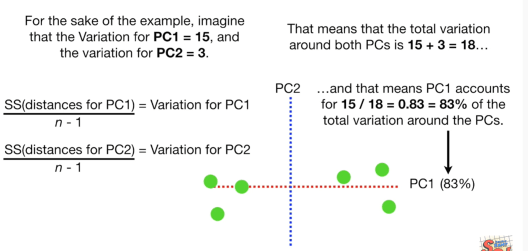 For the sake of the example, imagine
that the Variation for PC1 = 15, and
the variation for PC2 = 3.
That means that the total variation
around both PCs is 15 + 3 = 18…
SS(distances for PC1) = Variation for PC1
n - 1
SS(distances for PC2) = Variation for PC2
n - 1
PC2
…and that means PC1 accounts
for 15 / 18 = 0.83 = 83% of the
total variation around the PCs.
PC1 (83%)